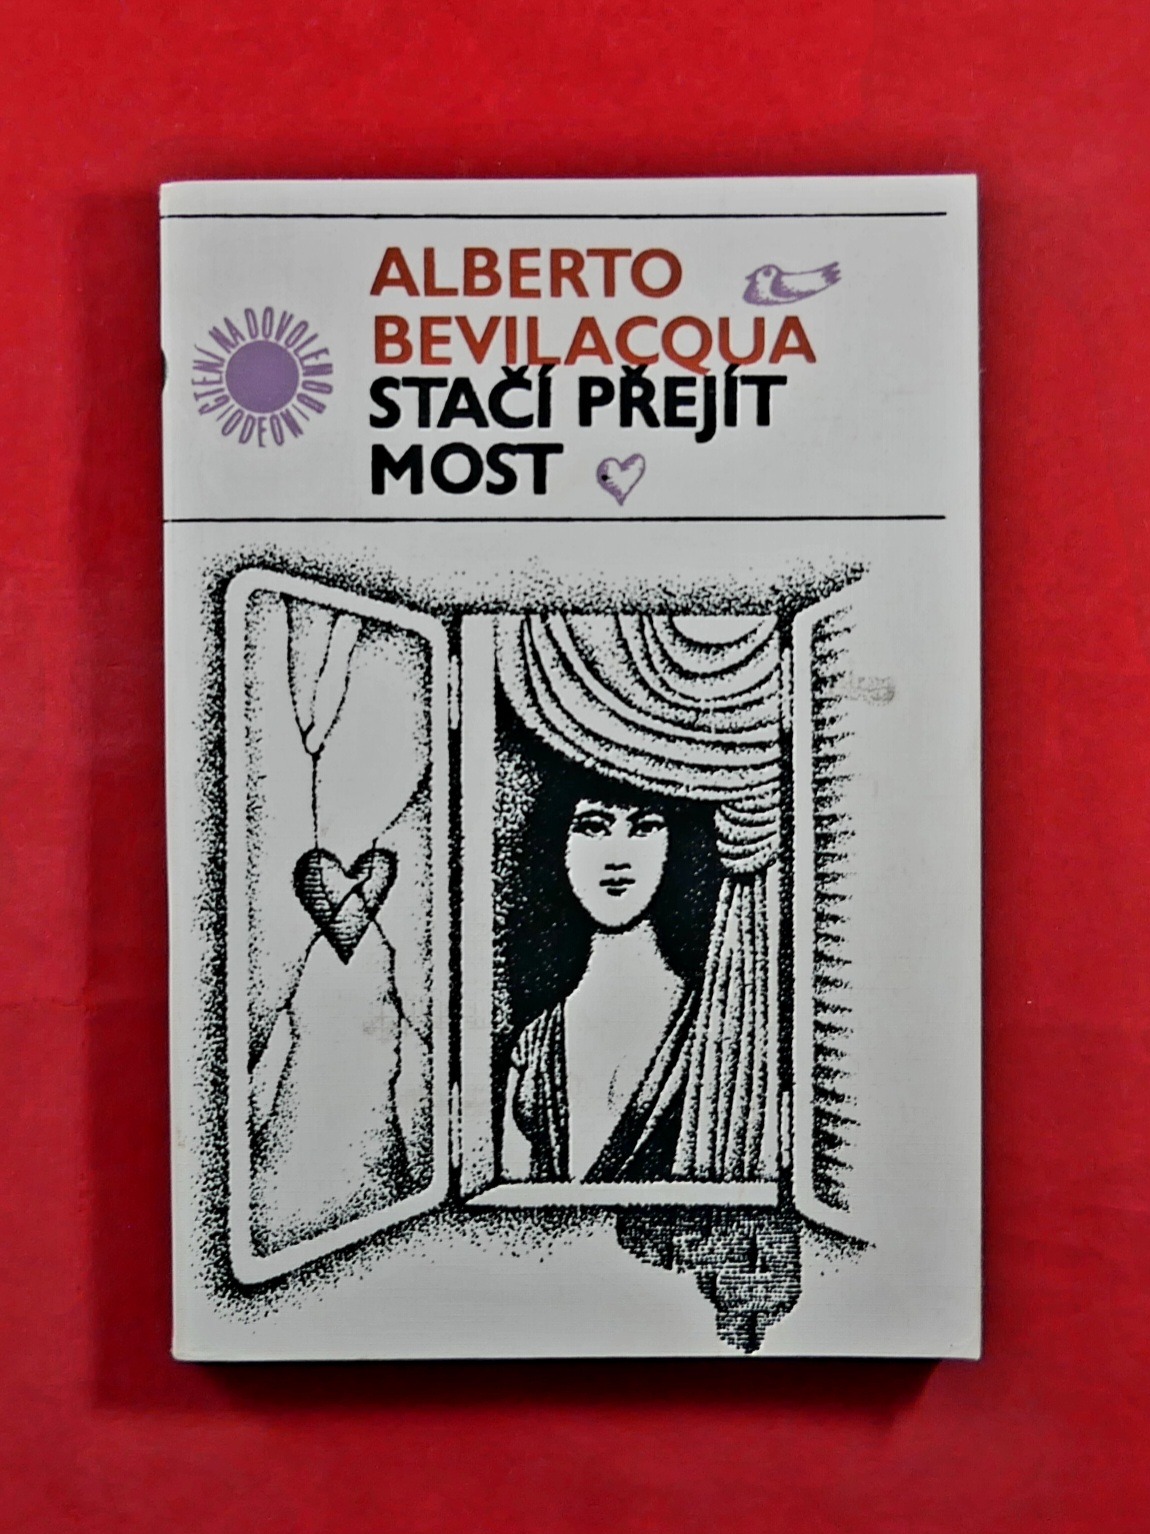 ALBERTO
BEVILACQUA
STAČÍ PŘEJÍT
MOST
ČTENÍ NA DOVOLENOU
ODEON